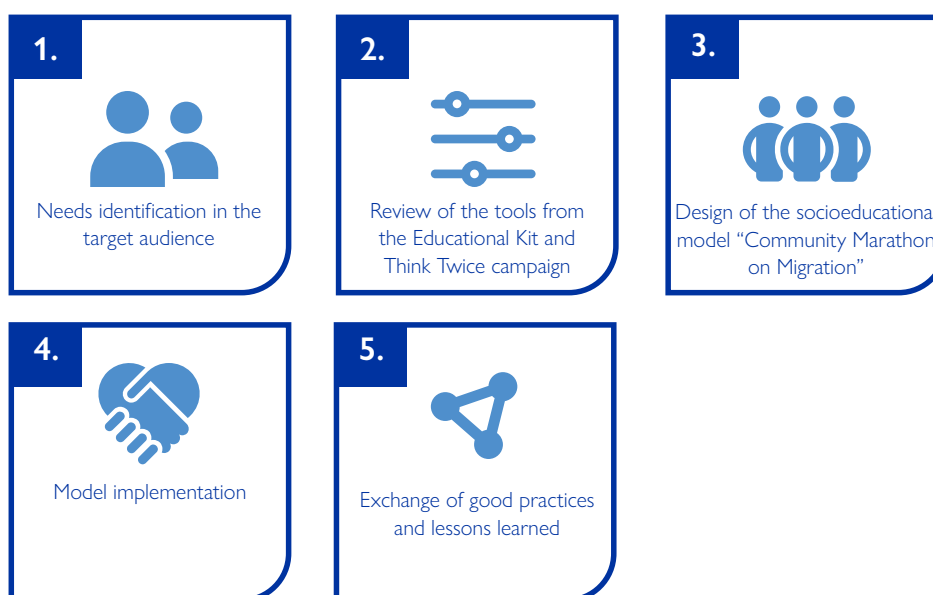 1.
Needs identification in the
target audience
2.
Review of the tools from
the Educational Kit and
Think Twice campaign
3.
Design of the socioeducationa
model “Community Marathon
on Migration”
4.
Model implementation
5.
Exchange of good practices
and lessons learned